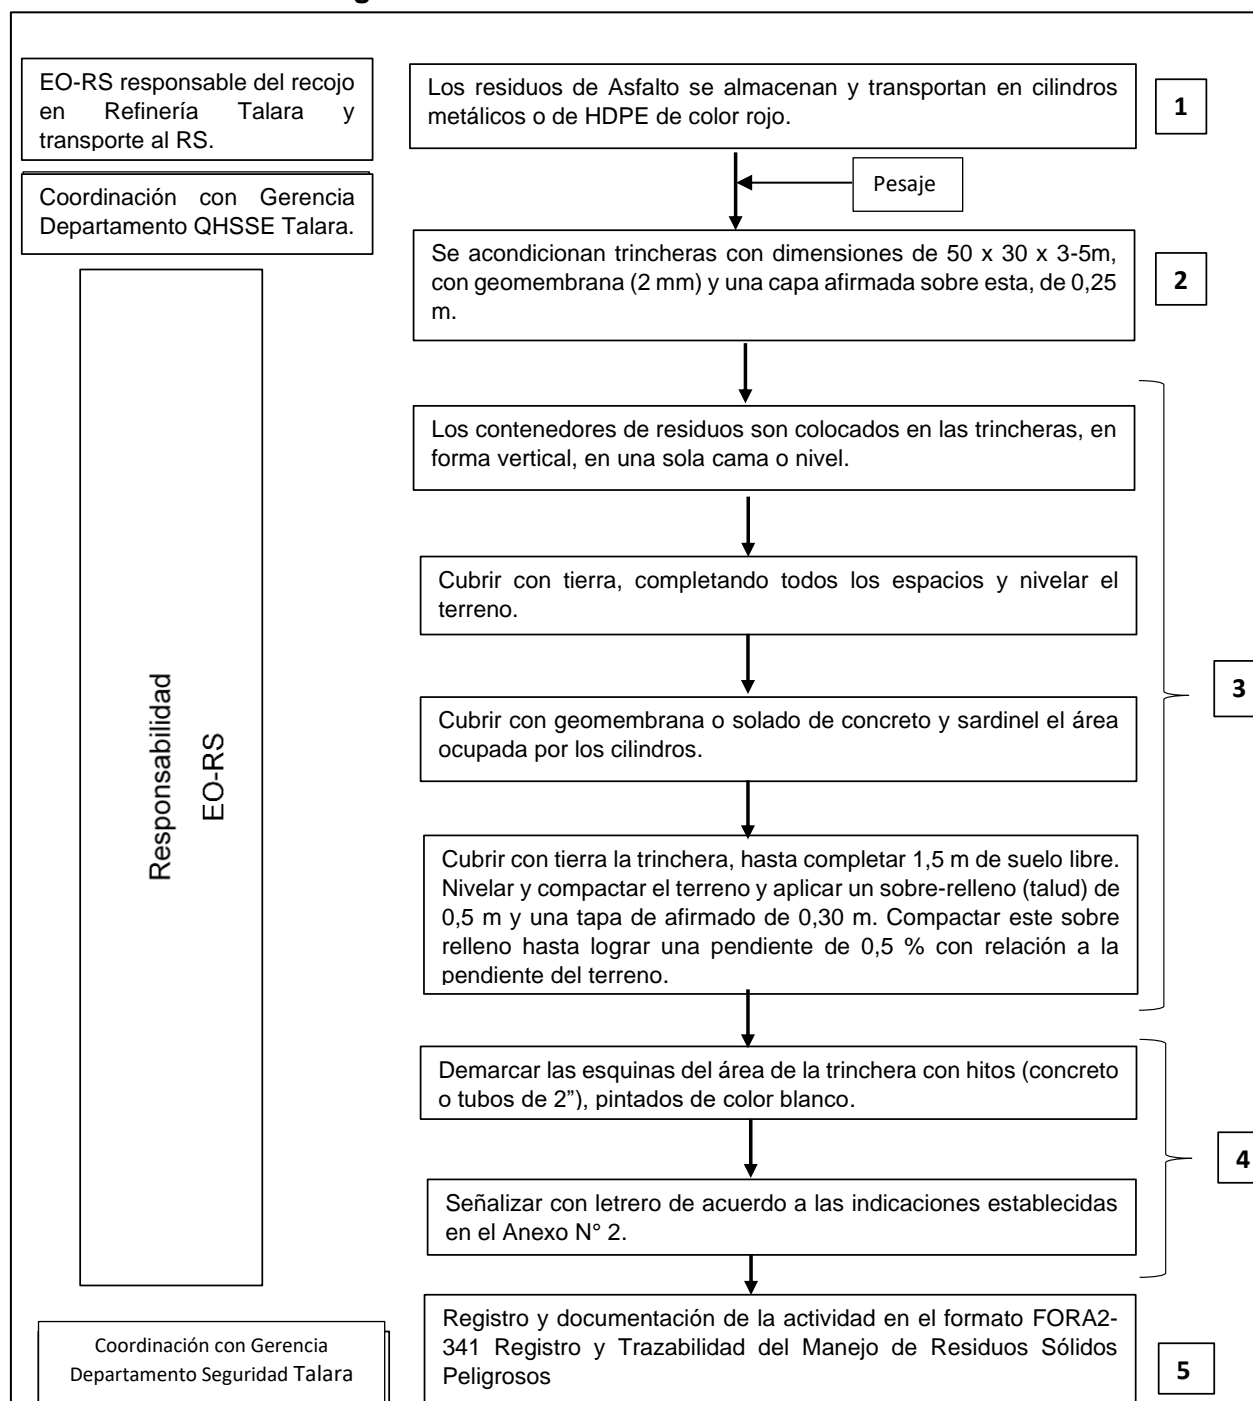 EO-RS responsable del recojo
en Refinería Talara y
transporte al RS.
Los residuos de Asfalto se almacenan y transportan en cilindros
metálicos o de HDPE de color rojo.
1
Pesaje
Coordinación con Gerencia
Departamento QHSSE Talara.
Se acondicionan trincheras con dimensiones de 50 x 30 x 3-5m,
con geomembrana (2 mm) y una capa afirmada sobre esta, de 0,25
m.
2
Responsabilidad
EO-RS
Los contenedores de residuos son colocados en las trincheras, en
forma vertical, en una sola cama o nivel.
Cubrir con tierra, completando todos los espacios y nivelar el
terreno.
Cubrir con geomembrana o solado de concreto y sardinel el área
ocupada por los cilindros.
3
Cubrir con tierra la trinchera, hasta completar 1,5 m de suelo libre.
Nivelar y compactar el terreno y aplicar un sobre-relleno (talud) de
0,5 m y una tapa de afirmado de 0,30 m. Compactar este sobre
relleno hasta lograr una pendiente de 0,5 % con relación a la
pendiente del terreno.
Demarcar las esquinas del área de la trinchera con hitos (concreto
o tubos de 2”), pintados de color blanco.
4
Señalizar con letrero de acuerdo a las indicaciones establecidas
en el Anexo N° 2.
Coordinación con Gerencia
Departamento Seguridad Talara
Registro y documentación de la actividad en el formato FORA2-
341 Registro y Trazabilidad del Manejo de Residuos Sólidos
Peligrosos
5